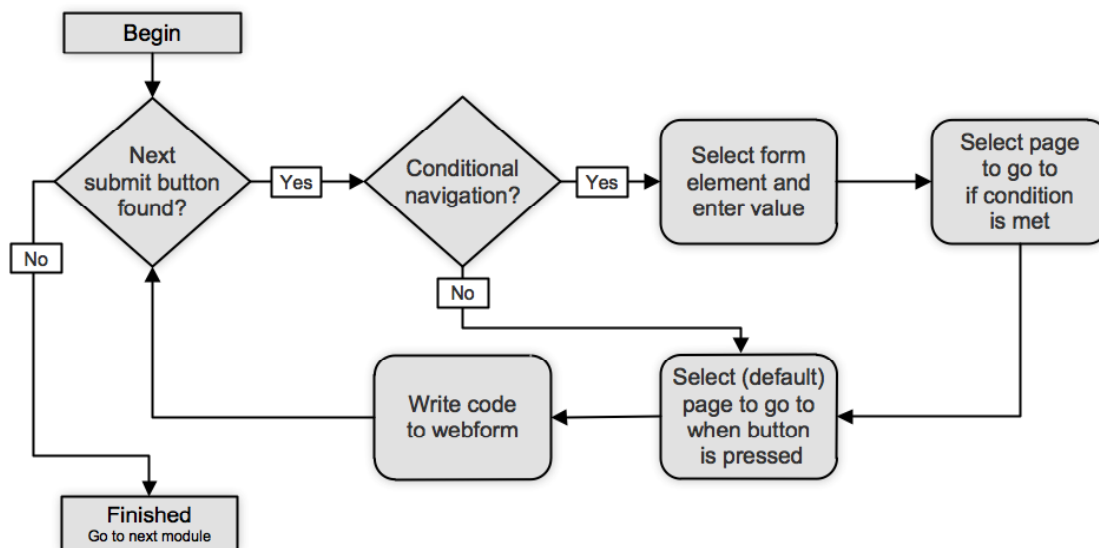 Begin
Next
submit button
found?
Yes
Conditional
navigation?
Yes
Select form
element and
enter value
Select page
to go to
if condition
is met
No
No
Select (default)
page to go to
when button
is pressed
Write code
to webform
Finished
Go to next module